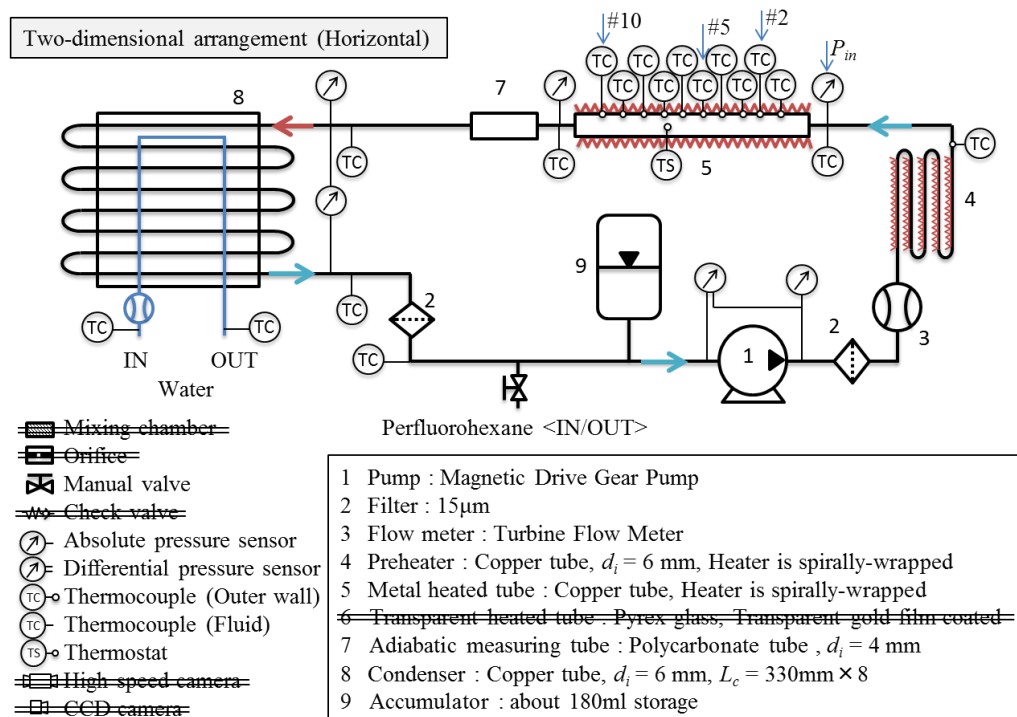 Two-dimensional arrangement (Horizontal)
#10
#5
#2
P_in
TC TC TC TC TC
TC TC TC TC TC
8
7
TC
TC
TS
5
TC
TC
4
9
TC
2
1
2
3
TC
TC
TC
IN
OUT
Water
Perfluorohexane <IN/OUT>
Mixing chamber
Orifice
Manual valve
Check valve
Absolute pressure sensor
Differential pressure sensor
TC Thermocouple (Outer wall)
TC Thermocouple (Fluid)
TS Thermostat
High speed camera
CCD camera
1 Pump : Magnetic Drive Gear Pump
2 Filter : 15μm
3 Flow meter : Turbine Flow Meter
4 Preheater : Copper tube, d_i = 6 mm, Heater is spirally-wrapped
5 Metal heated tube : Copper tube, Heater is spirally-wrapped
6 Transparent heated tube : Pyrex glass, Transparent gold film coated
7 Adiabatic measuring tube : Polycarbonate tube , d_i = 4 mm
8 Condenser : Copper tube, d_i = 6 mm, L_c = 330mm × 8
9 Accumulator : about 180ml storage